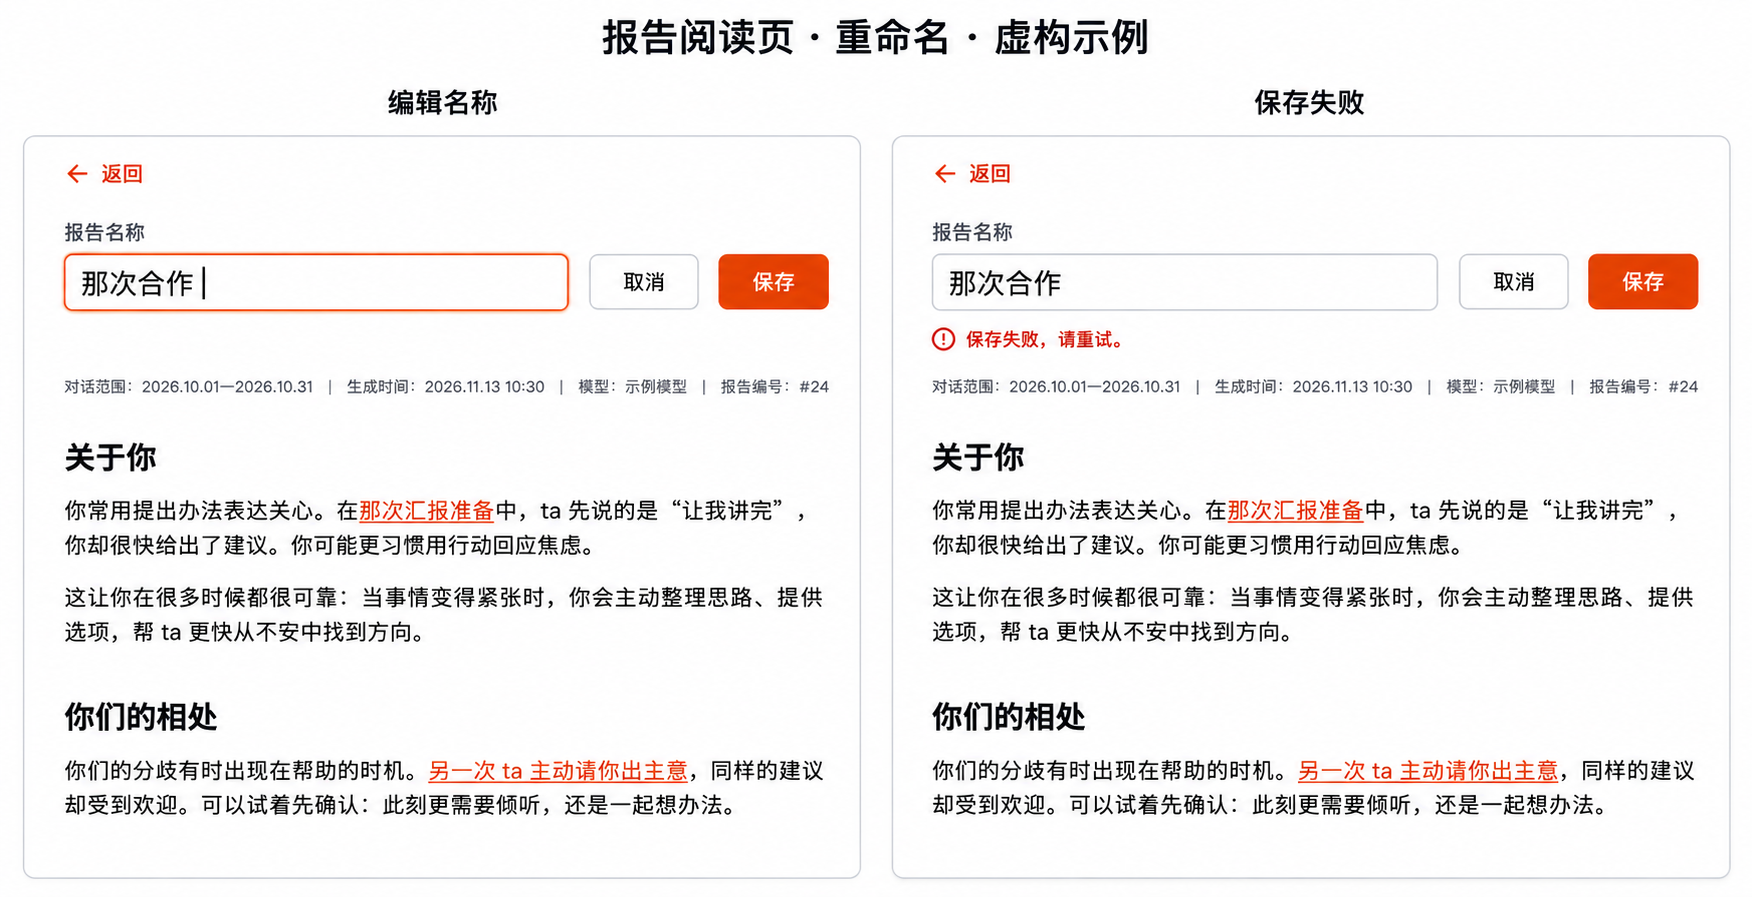 报告阅读页 · 重命名 · 虚构示例
编辑名称
← 返回
报告名称
那次合作
取消
保存
对话范围：2026.10.01—2026.10.31 | 生成时间：2026.11.13 10:30 | 模型：示例模型 | 报告编号：#24
关于你
你常用提出办法表达关心。在那次汇报准备中，ta 先说的是“让我讲完”，
你却很快给出了建议。你可能更习惯用行动回应焦虑。
这让你在很多时候都很可靠：当事情变得紧张时，你会主动整理思路、提供
选项，帮 ta 更快从不安中找到方向。
你们的相处
你们的分歧有时出现在帮助的时机。另一次 ta 主动请你出主意，同样的建议
却受到欢迎。可以试着先确认：此刻更需要倾听，还是一起想办法。
保存失败
← 返回
报告名称
那次合作
取消
保存
保存失败，请重试。
对话范围：2026.10.01—2026.10.31 | 生成时间：2026.11.13 10:30 | 模型：示例模型 | 报告编号：#24
关于你
你常用提出办法表达关心。在那次汇报准备中，ta 先说的是“让我讲完”，
你却很快给出了建议。你可能更习惯用行动回应焦虑。
这让你在很多时候都很可靠：当事情变得紧张时，你会主动整理思路、提供
选项，帮 ta 更快从不安中找到方向。
你们的相处
你们的分歧有时出现在帮助的时机。另一次 ta 主动请你出主意，同样的建议
却受到欢迎。可以试着先确认：此刻更需要倾听，还是一起想办法。